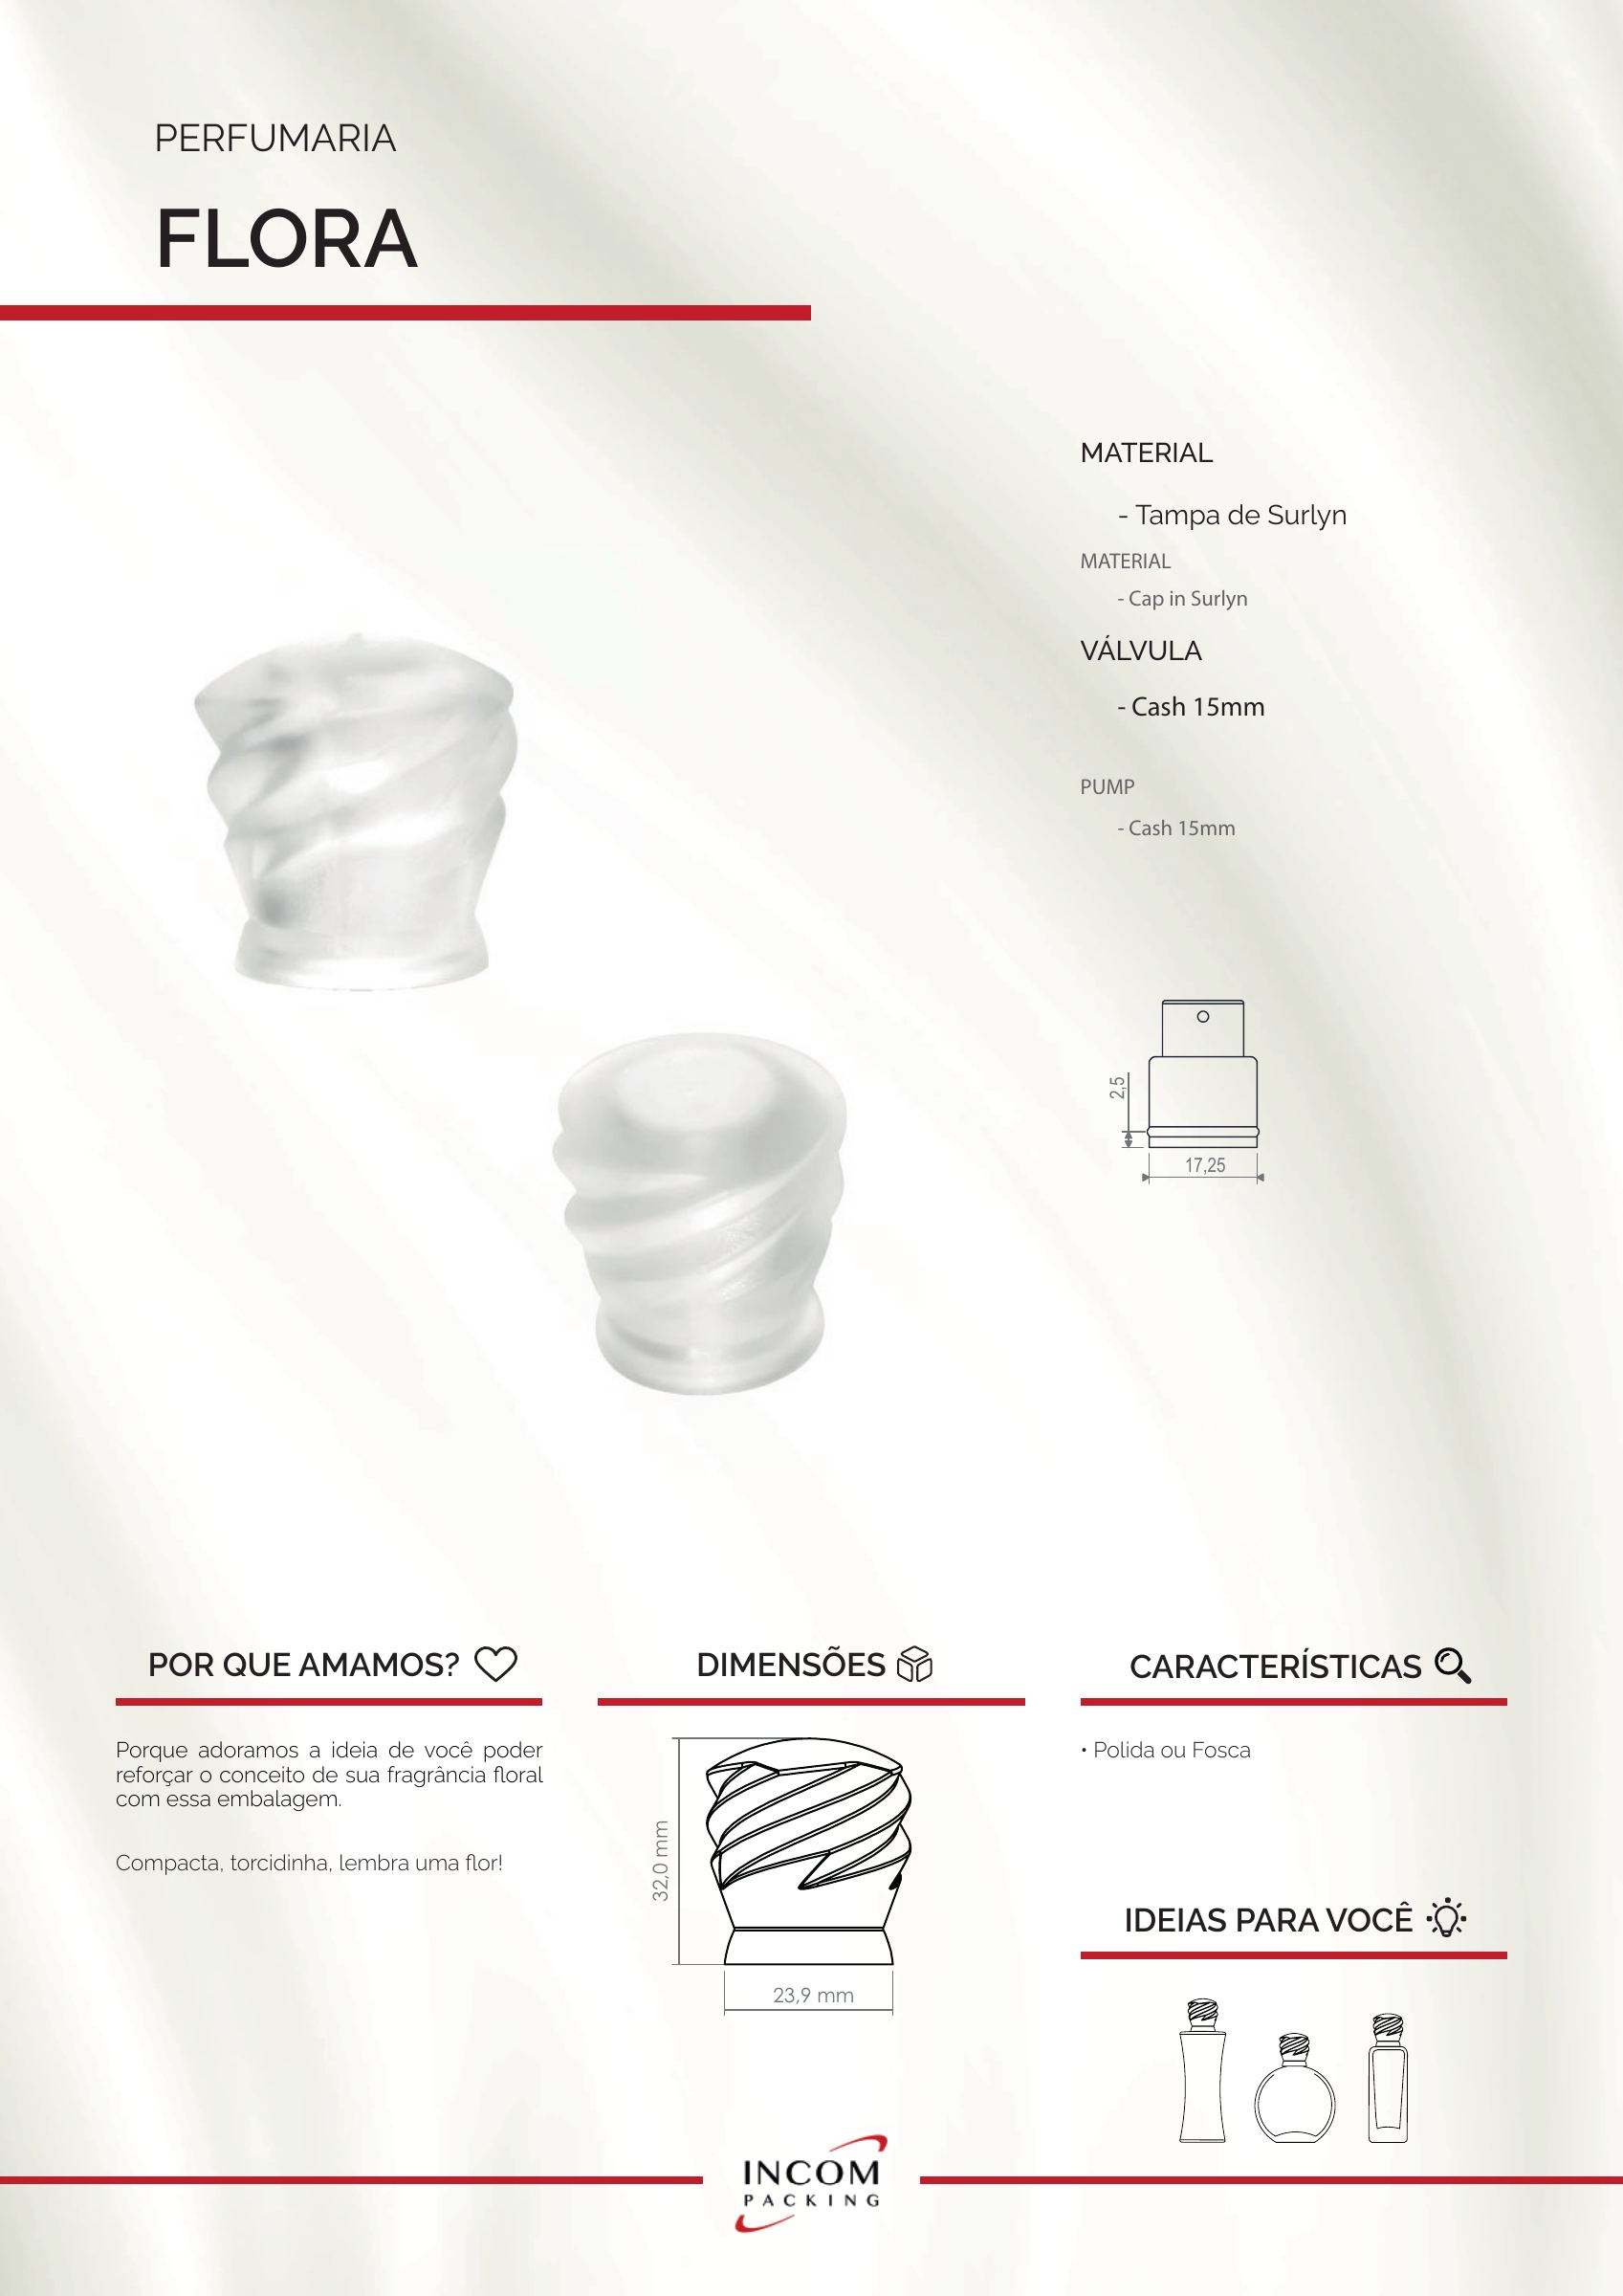 PERFUMARIA
FLORA
MATERIAL
- Tampa de Surlyn
MATERIAL
- Cap in Surlyn
VÁLVULA
- Cash 15mm
PUMP
- Cash 15mm
2,5
17,25
POR QUE AMAMOS?
Porque adoramos a ideia de você poder
reforçar o conceito de sua fragrância floral
com essa embalagem.
Compacta, torcidinha, lembra uma flor!
DIMENSÕES
32,0 mm
23,9 mm
CARACTERÍSTICAS
• Polida ou Fosca
IDEIAS PARA VOCÊ
INCOM
PACKING